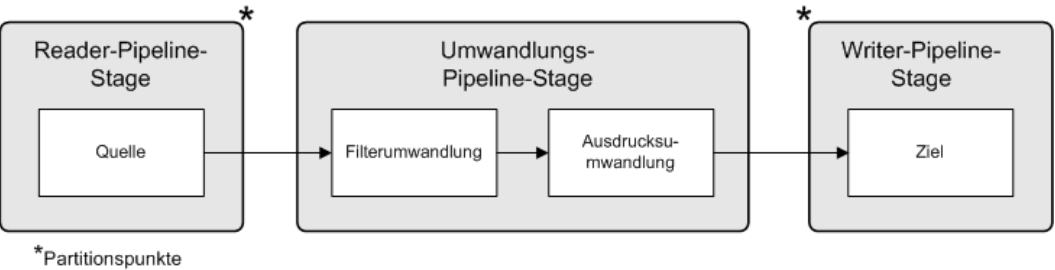 *
*
Reader-Pipeline-
Stage
Umwandlungs-
Pipeline-Stage
Writer-Pipeline-
Stage
Quelle
Filterumwandlung
Ausdrucksu-
mwandlung
Ziel
*Partitionspunkte